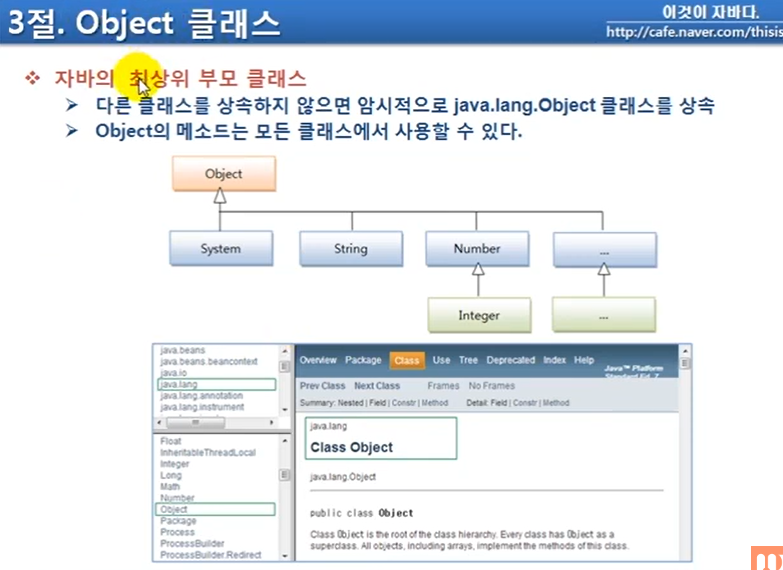 3절. Object 클래스
이것이 자바다.
http://cafe.naver.com/thisis
자바의 최상위 부모 클래스
다른 클래스를 상속하지 않으면 암시적으로 java.lang.Object 클래스를 상속
Object의 메소드는 모든 클래스에서 사용할 수 있다.
Object
System String Number ...
Integer ...
java.beans
java.beans.beancontext
java.io
java.lang
java.lang.annotation
java.lang.instrument
Float
InheritableThreadLocal
Integer
Long
Math
Number
Object
Package
Process
ProcessBuilder
ProcessBuilder.Redirect
Overview Package Class Use Tree Deprecated Index Help
Java™ Platform
Standard Ed. 7
Prev Class Next Class Frames No Frames
Summary: Nested | Field | Constr | Method Detail: Field | Constr | Method
java.lang
Class Object
java.lang.Object
public class Object
Class Object is the root of the class hierarchy. Every class has Object as a
superclass. All objects, including arrays, implement the methods of this class.